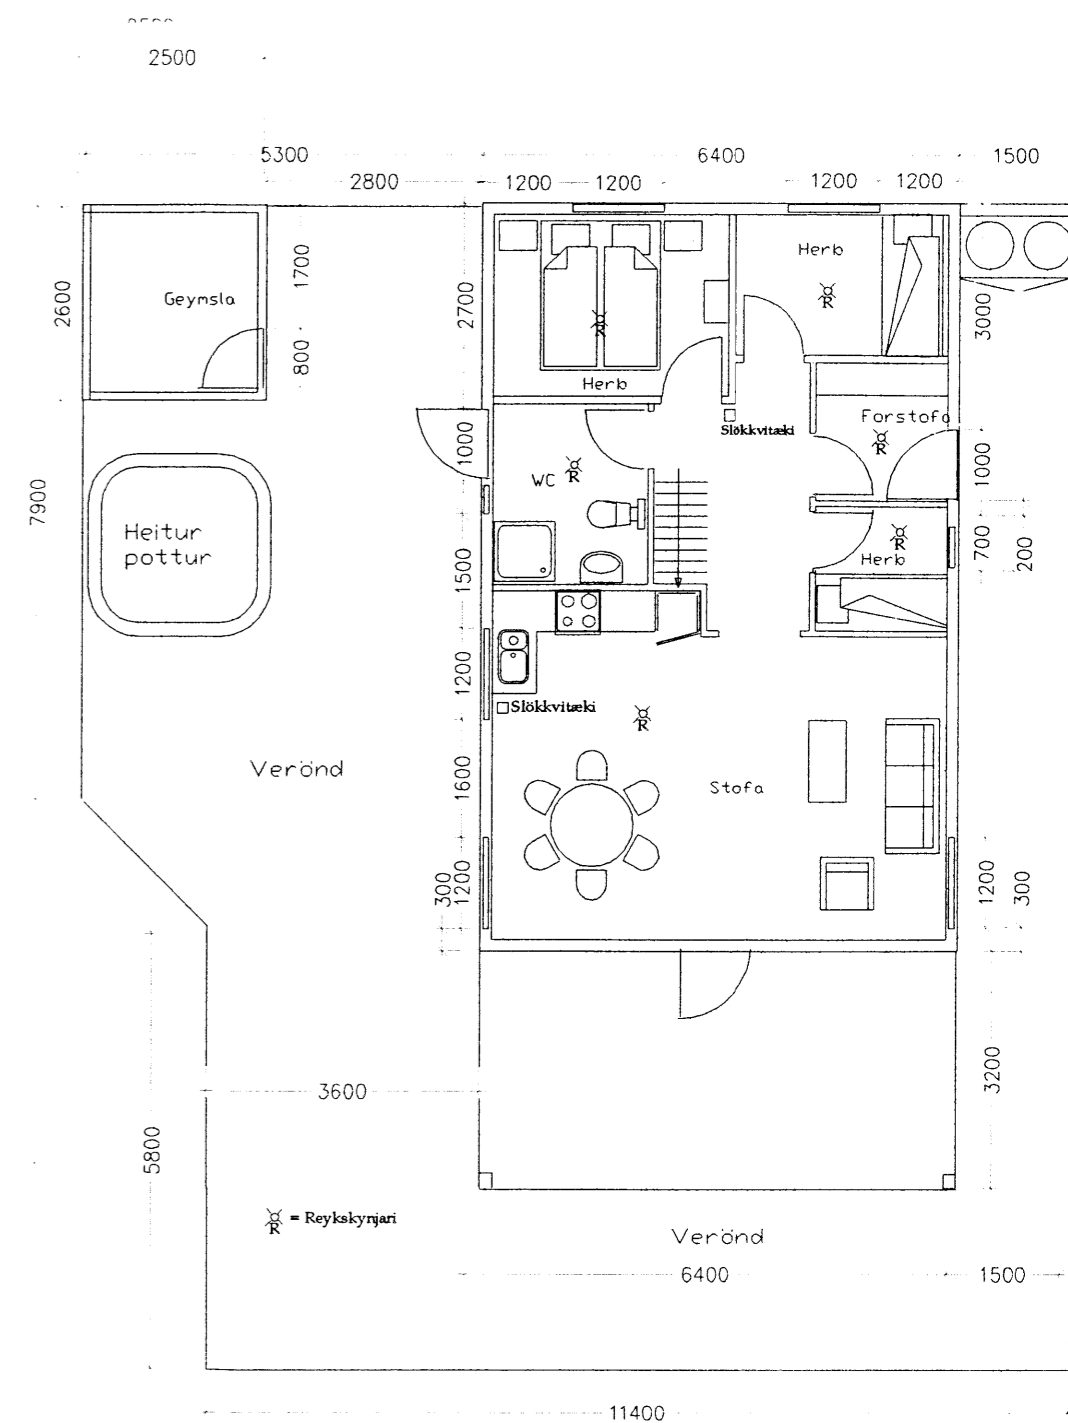 2500
5300
6400
1500
2800
1200
1200
1200
1200
2600
1700
800
2700
3000
Geymsla
Herb
R
R
Herb
Slökkvitæki
Forstofa
R
1000
1000
7900
WC
R
Heitur
pottur
1500
R
Herb
700
200
1200
Slökkvitæki
R
Verönd
1600
Stofa
300
1200
1200
300
3600
3200
5800
R
= Reykskynjari
Verönd
6400
1500
11400